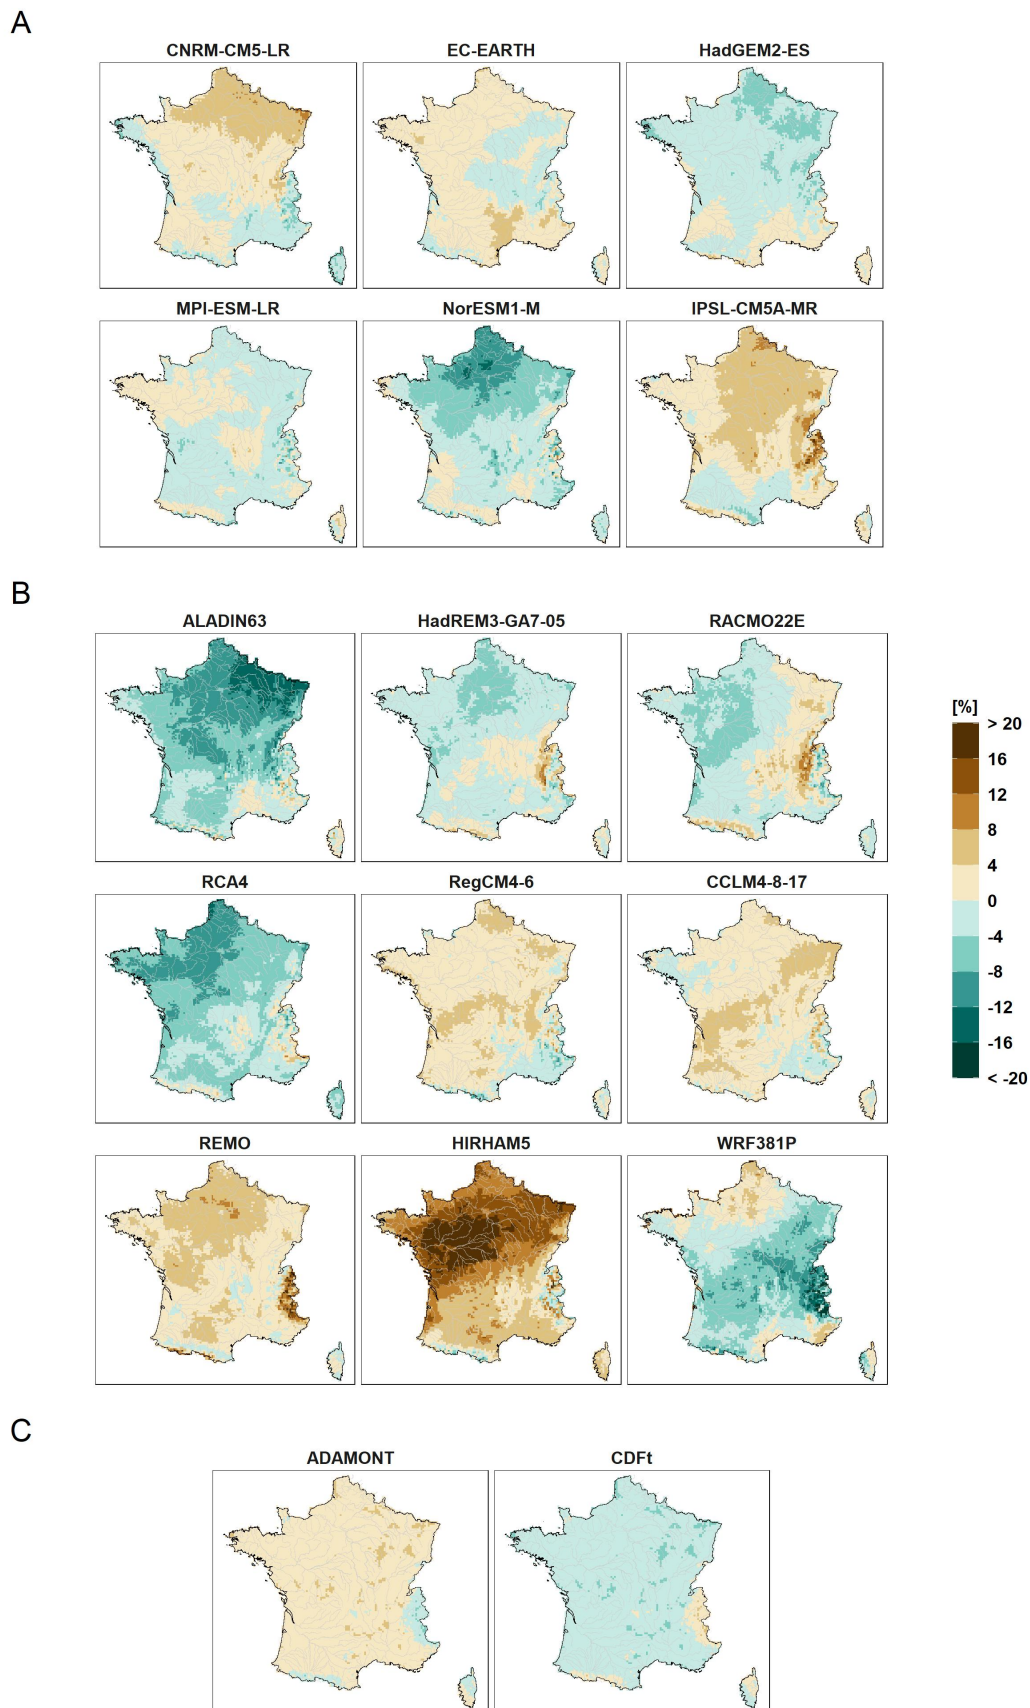 A
CNRM-CM5-LR EC-EARTH HadGEM2-ES
MPI-ESM-LR NorESM1-M IPSL-CM5A-MR
B
ALADIN63 HadREM3-GA7-05 RACMO22E
RCA4 RegCM4-6 CCLM4-8-17
REMO HIRHAM5 WRF381P
[%]
> 20
16
12
8
4
0
-4
-8
-12
-16
< -20
C
ADAMONT CDFt